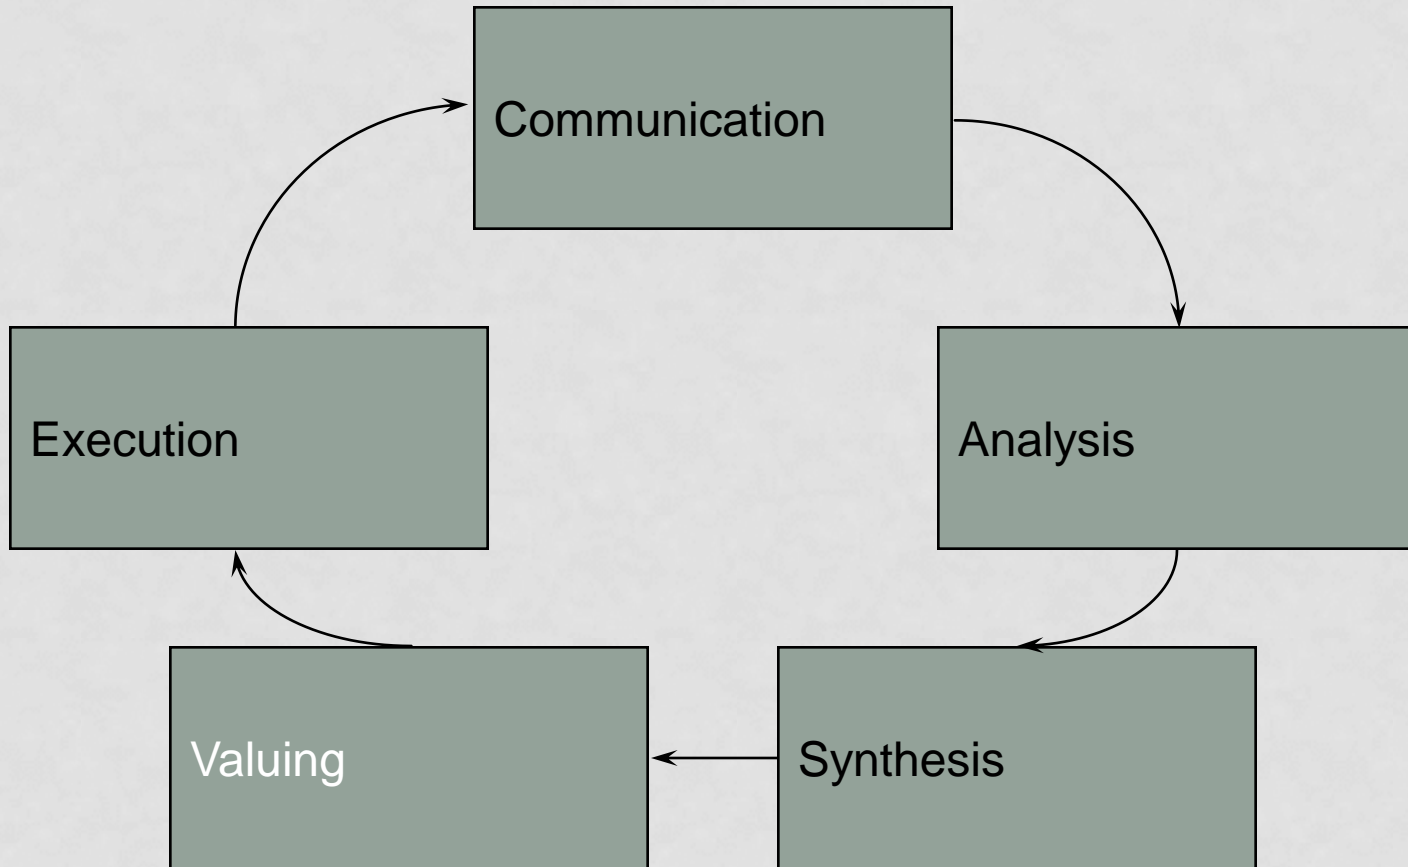 Communication
Execution
Analysis
Valuing
Synthesis